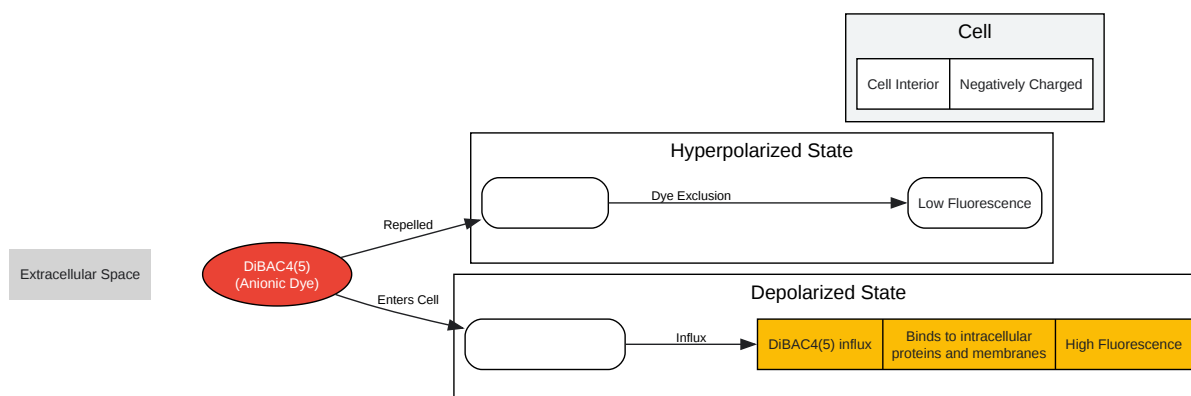 Cell
Cell Interior
Negatively Charged
Hyperpolarized State
Repelled
Dye Exclusion
Low Fluorescence
Extracellular Space
DiBAC4(5)
(Anionic Dye)
Enters Cell
Depolarized State
Influx
DiBAC4(5) influx
Binds to intracellular
proteins and membranes
High Fluorescence